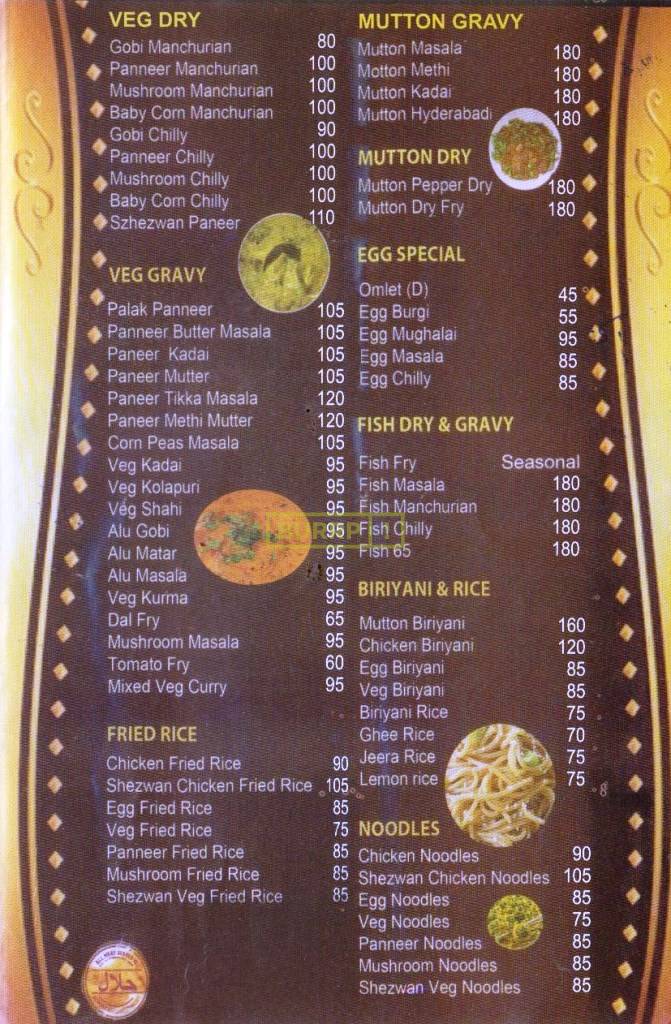 VEG DRY
Gobi Manchurian 80
Panneer Manchurian 100
Mushroom Manchurian 100
Baby Corn Manchurian 100
Gobi Chilly 90
Panneer Chilly 100
Mushroom Chilly 100
Baby Corn Chilly 100
Szhezwan Paneer 110
VEG GRAVY
Palak Panneer 105
Panneer Butter Masala 105
Paneer Kadai 105
Paneer Mutter 105
Paneer Tikka Masala 120
Paneer Methi Mutter 120
Corn Peas Masala 105
Veg Kadai 95
Veg Kolapuri 95
Veg Shahi 95
Alu Gobi 95
Alu Matar 95
Alu Masala 95
Veg Kurma 95
Dal Fry 65
Mushroom Masala 95
Tomato Fry 60
Mixed Veg Curry 95
FRIED RICE
Chicken Fried Rice 90
Shezwan Chicken Fried Rice 105
Egg Fried Rice 85
Veg Fried Rice 75
Panneer Fried Rice 85
Mushroom Fried Rice 85
Shezwan Veg Fried Rice 85
حلال
MUTTON GRAVY
Mutton Masala 180
Motton Methi 180
Mutton Kadai 180
Mutton Hyderabadi 180
MUTTON DRY
Mutton Pepper Dry 180
Mutton Dry Fry 180
EGG SPECIAL
Omlet (D) 45
Egg Burgi 55
Egg Mughalai 95
Egg Masala 85
Egg Chilly 85
FISH DRY & GRAVY
Fish Fry Seasonal
Fish Masala 180
Fish Manchurian 180
Fish Chilly 180
Fish 65 180
BIRIYANI & RICE
Mutton Biriyani 160
Chicken Biriyani 120
Egg Biriyani 85
Veg Biriyani 85
Biriyani Rice 75
Ghee Rice 70
Jeera Rice 75
Lemon rice 75
NOODLES
Chicken Noodles 90
Shezwan Chicken Noodles 105
Egg Noodles 85
Veg Noodles 75
Panneer Noodles 85
Mushroom Noodles 85
Shezwan Veg Noodles 85